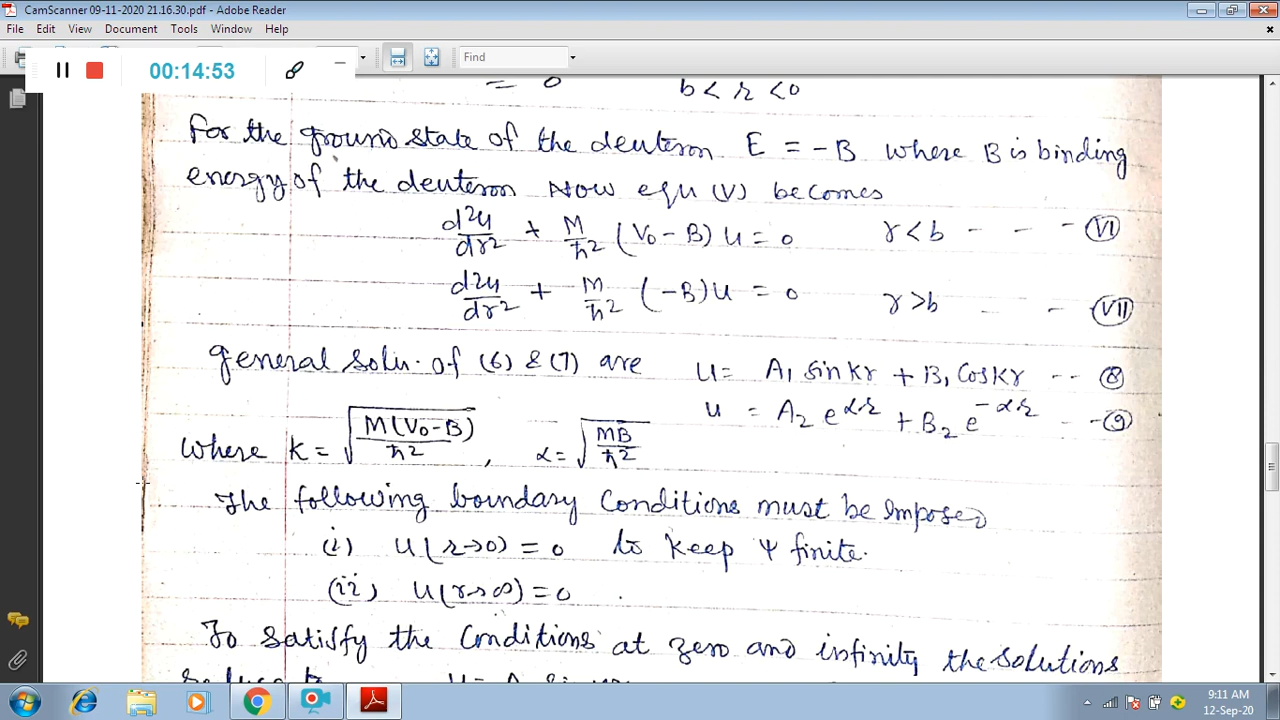 CamScanner 09-11-2020 21.16.30.pdf - Adobe Reader
File Edit View Document Tools Window Help
00:14:53
Find
= 0 b < r < 0
For the ground state of the deuteron E = -B where B is binding
energy of the deuteron Now equ (V) becomes
d²u/dr² + M/ħ² (V₀ - B) u = 0 r < b - - - (VI)
d²u/dr² + M/ħ² (-B) u = 0 r > b - - (VII)
general soln. of (6) & (7) are u = A₁ sin kr + B₁ cos kr -- (8)
u = A₂ e^αr + B₂ e^-αr -- (9)
where k = √(M(V₀-B)/ħ²) , α = √(MB/ħ²)
The following boundary conditions must be imposed
(i) u(r→0) = 0 to keep ψ finite.
(ii) u(r→∞) = 0 .
To satisfy the conditions at zero and infinity the solutions
9:11 AM
12-Sep-20